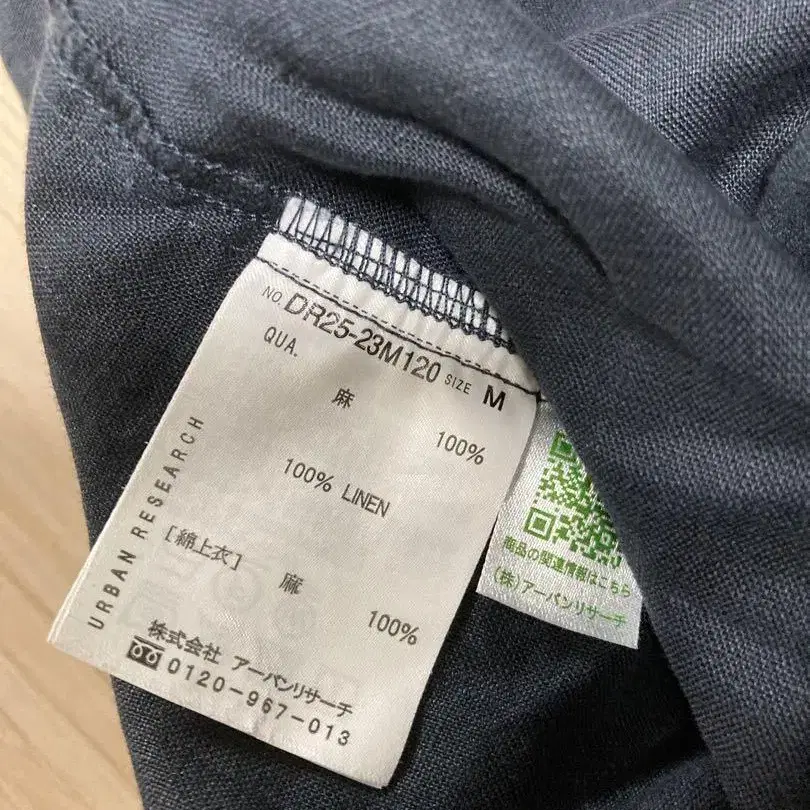 NO. DR25-23M120 SIZE M
QUA.
麻 100%
100% LINEN
[綿上衣] 麻 100%
URBAN RESEARCH
株式会社 アーバンリサーチ
0120-967-013
商品の関連情報はこちら
(株)アーバンリサーチ